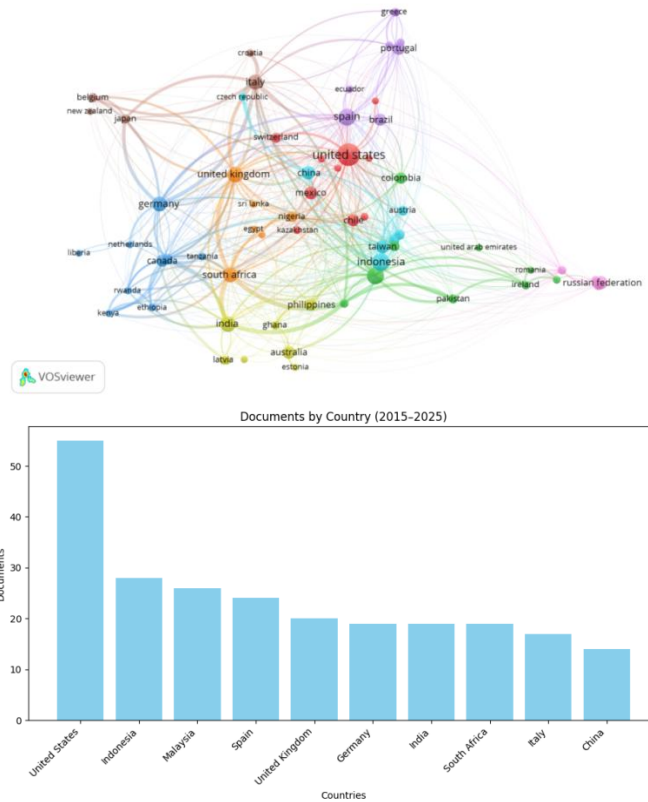 greece
portugal
croatia
italy
ecuador
belgium
czech republic
new zealand
japan
spain
brazil
switzerland
united states
united kingdom
china
colombia
mexico
germany
sri lanka
nigeria
chile
austria
egypt
kazakhstan
netherlands
taiwan
united arab emirates
liberia
canada
tanzania
indonesia
south africa
romania
russian federation
ireland
rwanda
pakistan
kenya
ethiopia
philippines
india
ghana
australia
latvia
estonia
VOSviewer
Documents by Country (2015–2025)
50
40
30
20
10
0
United States
Indonesia
Malaysia
Spain
United Kingdom
Germany
India
South Africa
Italy
China
Countries